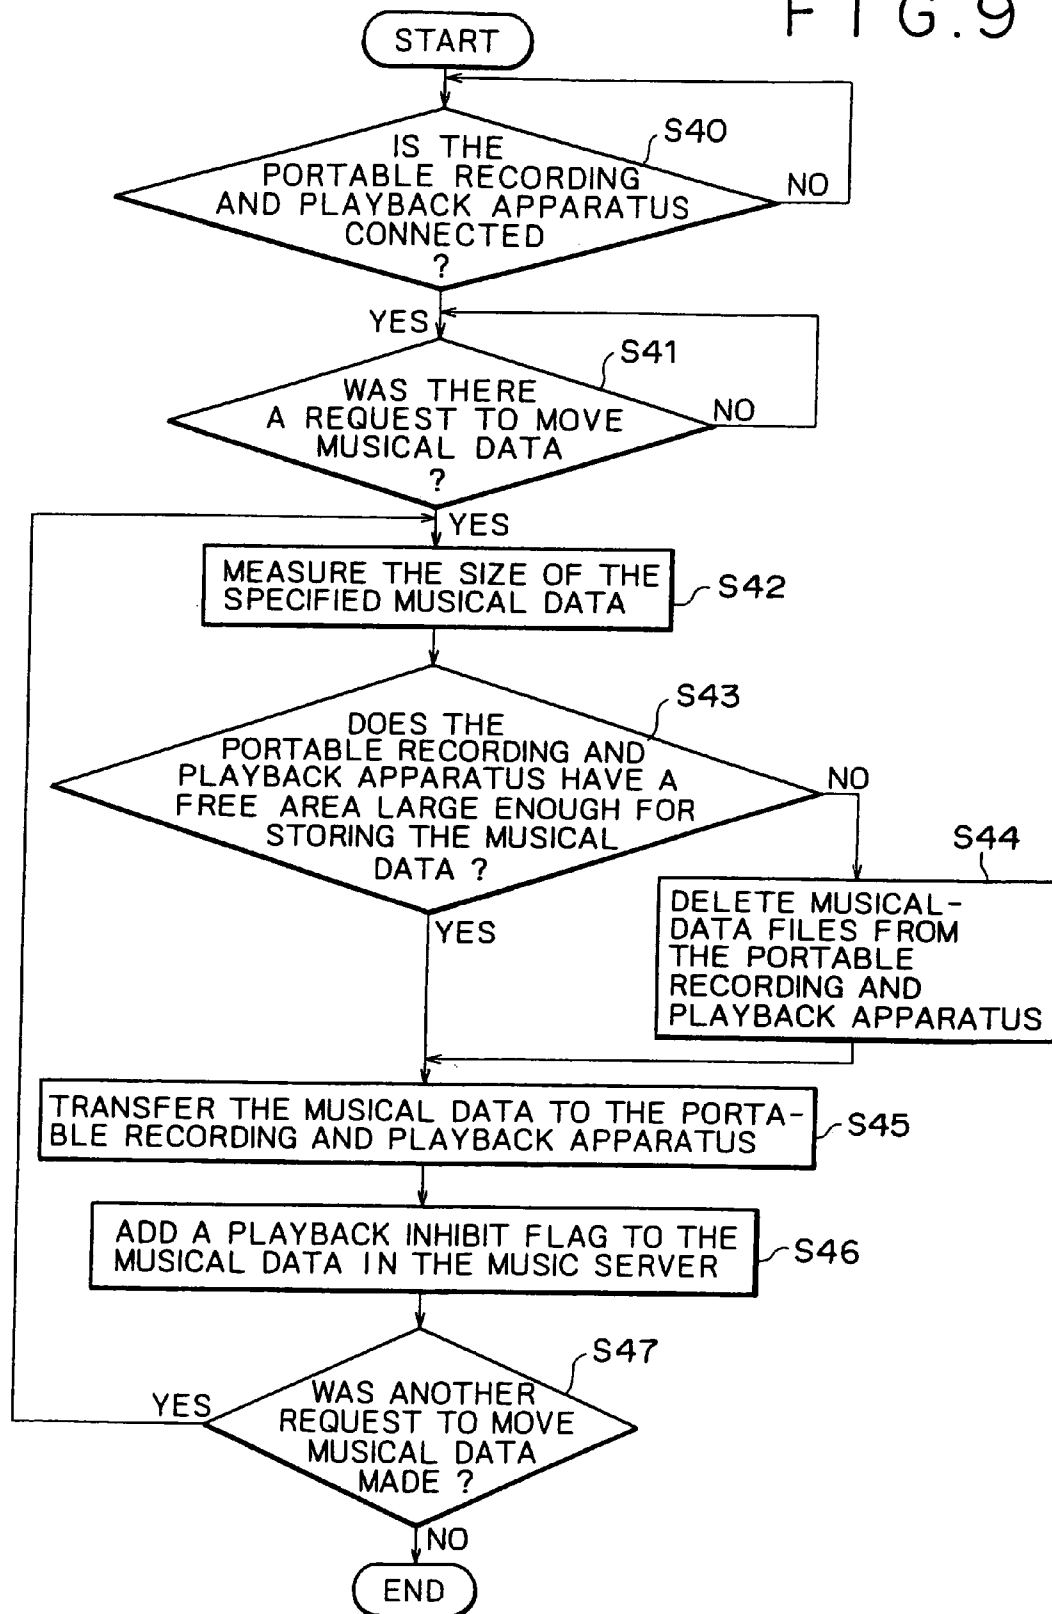 FIG.9
START
S40
IS THE
PORTABLE RECORDING
AND PLAYBACK APPARATUS
CONNECTED
?
NO
YES
S41
WAS THERE
A REQUEST TO MOVE
MUSICAL DATA
?
NO
YES
MEASURE THE SIZE OF THE
SPECIFIED MUSICAL DATA
S42
S43
DOES THE
PORTABLE RECORDING AND
PLAYBACK APPARATUS HAVE A
FREE AREA LARGE ENOUGH FOR
STORING THE MUSICAL
DATA ?
NO
YES
S44
DELETE MUSICAL-
DATA FILES FROM
THE PORTABLE
RECORDING AND
PLAYBACK APPARATUS
TRANSFER THE MUSICAL DATA TO THE PORTA-
BLE RECORDING AND PLAYBACK APPARATUS
S45
ADD A PLAYBACK INHIBIT FLAG TO THE
MUSICAL DATA IN THE MUSIC SERVER
S46
S47
WAS ANOTHER
REQUEST TO MOVE
MUSICAL DATA
MADE ?
YES
NO
END